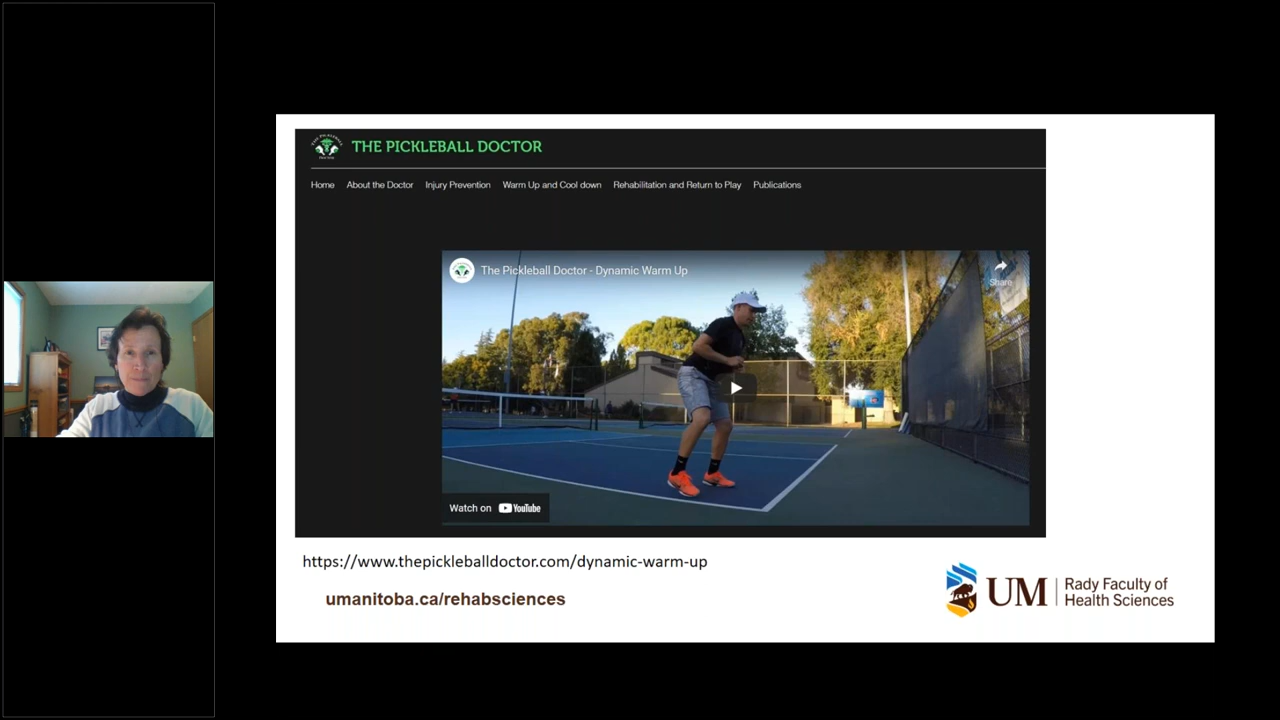 THE PICKLEBALL DOCTOR
Home About the Doctor Injury Prevention Warm Up and Cool down Rehabilitation and Return to Play Publications
The Pickleball Doctor - Dynamic Warm Up
Share
Watch on YouTube
https://www.thepickleballdoctor.com/dynamic-warm-up
umanitoba.ca/rehabsciences
UM
Rady Faculty of
Health Sciences